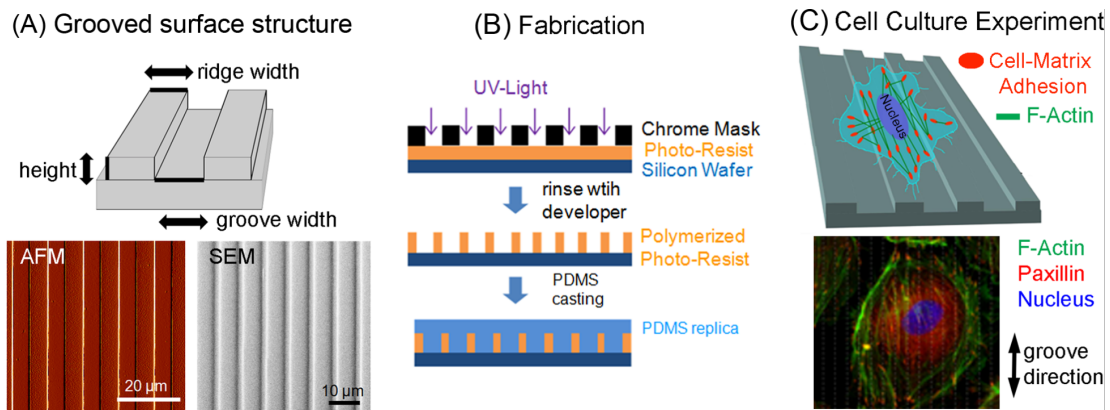 (A) Grooved surface structure
ridge width
height
groove width
AFM
20 µm
SEM
10 µm
(B) Fabrication
UV-Light
Chrome Mask
Photo-Resist
Silicon Wafer
rinse wtih
developer
Polymerized
Photo-Resist
PDMS
casting
PDMS replica
(C) Cell Culture Experiment
Cell-Matrix
Adhesion
F-Actin
Nucleus
F-Actin
Paxillin
Nucleus
groove
direction